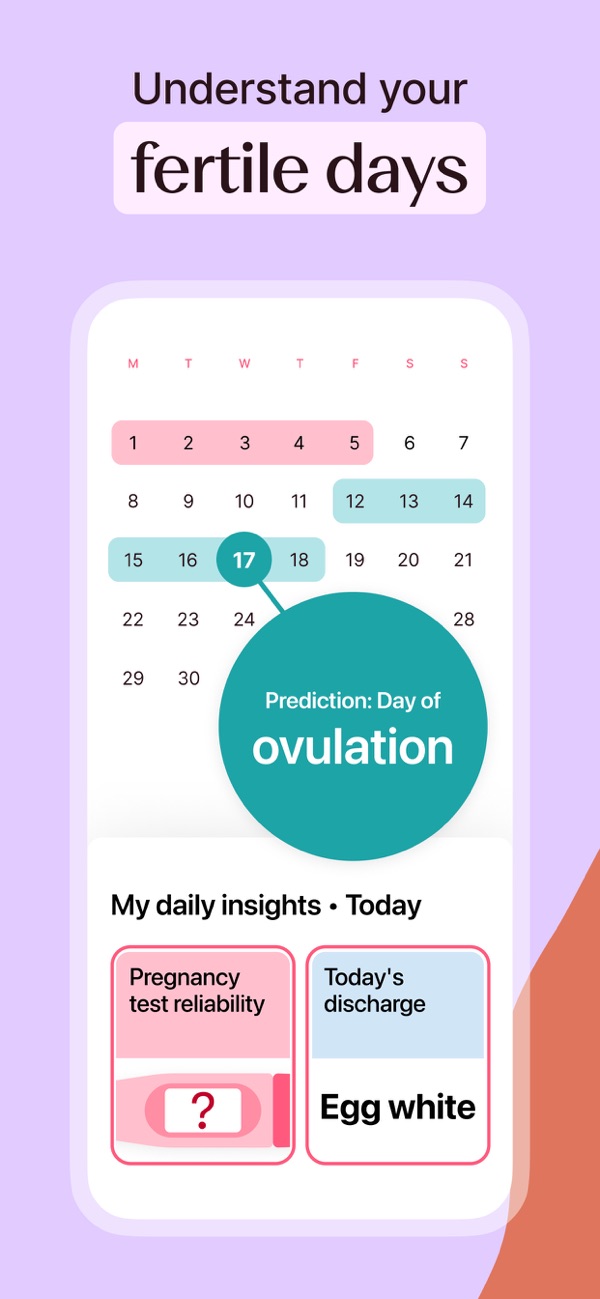 Understand your
fertile days
M T W T F S S
1 2 3 4 5 6 7
8 9 10 11 12 13 14
15 16 17 18 19 20 21
22 23 24 28
29 30
Prediction: Day of
ovulation
My daily insights • Today
Pregnancy
test reliability
?
Today's
discharge
Egg white